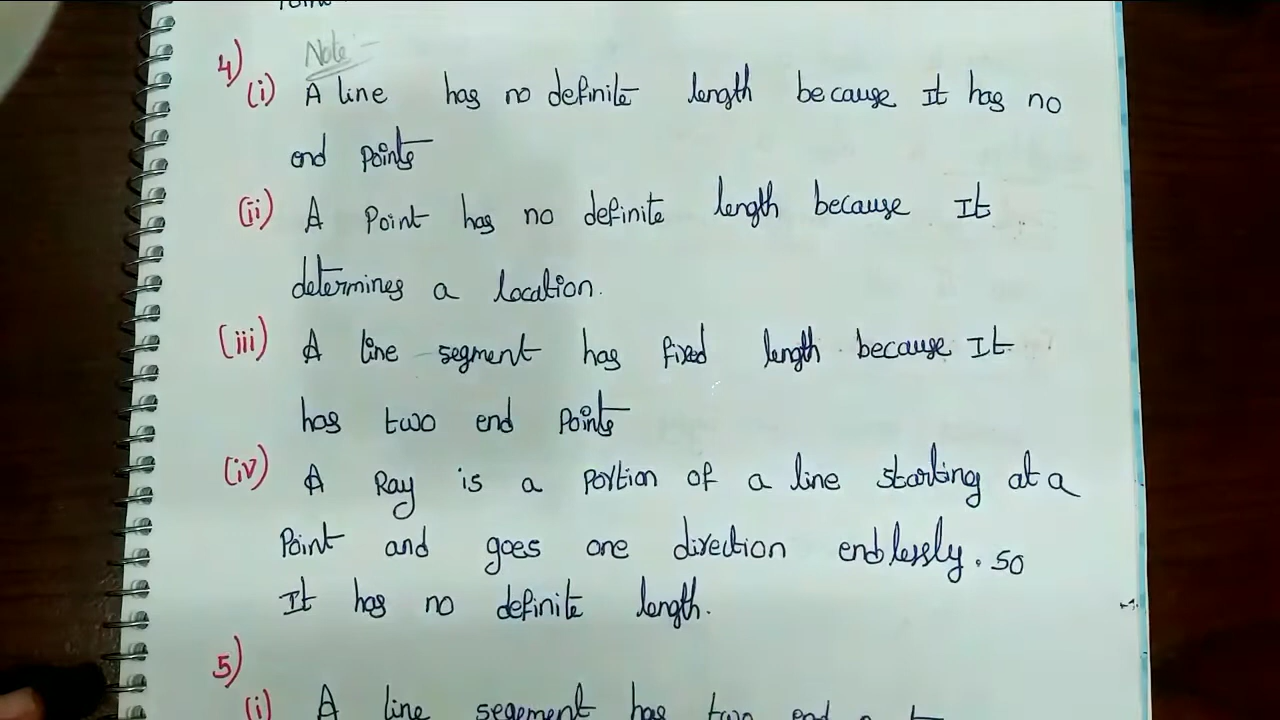 Note:-
4)
(i) A line has no definite length because It has no
end points
(ii) A Point has no definite length because It
determines a location.
(iii) A line segment has fixed length because It
has two end Points
(iv) A Ray is a Portion of a line starting at a
Point and goes one direction endlessly. so
It has no definite length.
5)
(i) A line segement has two end